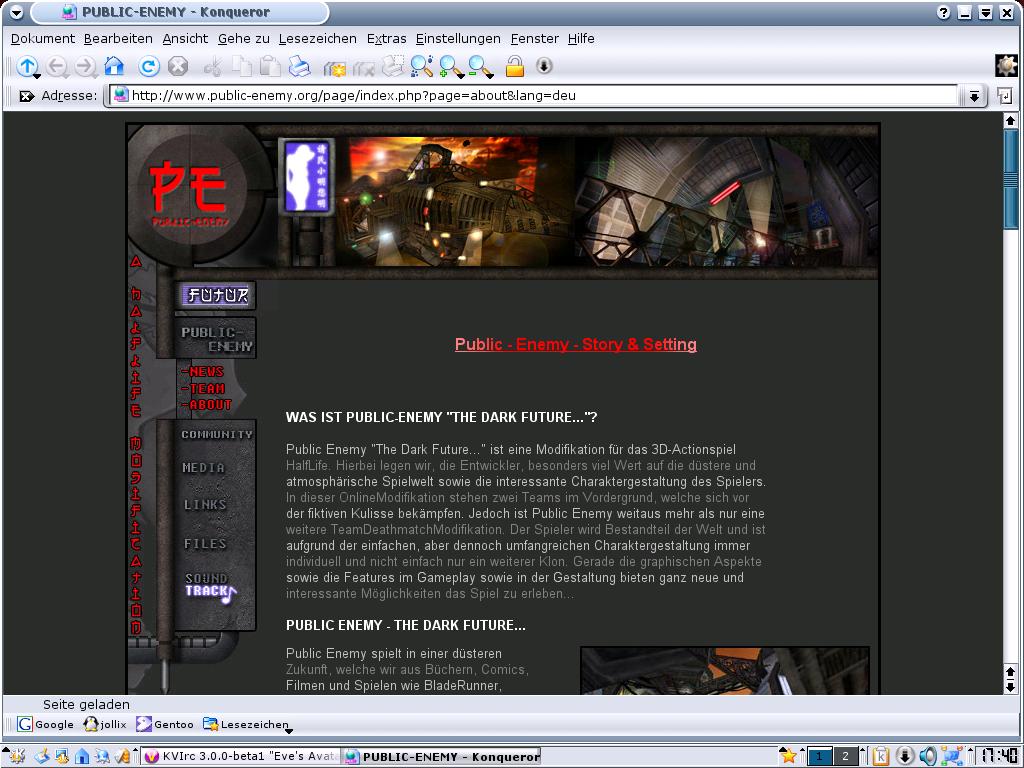 PUBLIC-ENEMY - Konqueror
Dokument Bearbeiten Ansicht Gehe zu Lesezeichen Extras Einstellungen Fenster Hilfe
Adresse: http://www.public-enemy.org/page/index.php?page=about&lang=deu
PE
PUBLIC-ENEMY
A HALFLIFE MODIFICATION
FUTUR
PUBLIC-
ENEMY
-NEWS
-TEAM
-ABOUT
COMMUNITY
MEDIA
LINKS
FILES
SOUND
TRACK
Public - Enemy - Story & Setting
WAS IST PUBLIC-ENEMY "THE DARK FUTURE..."?
Public Enemy "The Dark Future..." ist eine Modifikation für das 3D-Actionspiel
HalfLife. Hierbei legen wir, die Entwickler, besonders viel Wert auf die düstere und
atmosphärische Spielwelt sowie die interessante Charaktergestaltung des Spielers.
In dieser OnlineModifikation stehen zwei Teams im Vordergrund, welche sich vor
der fiktiven Kulisse bekämpfen. Jedoch ist Public Enemy weitaus mehr als nur eine
weitere TeamDeathmatchModifikation. Der Spieler wird Bestandteil der Welt und ist
aufgrund der einfachen, aber dennoch umfangreichen Charaktergestaltung immer
individuell und nicht einfach nur ein weiterer Klon. Gerade die graphischen Aspekte
sowie die Features im Gameplay sowie in der Gestaltung bieten ganz neue und
interessante Möglichkeiten das Spiel zu erleben...
PUBLIC ENEMY - THE DARK FUTURE...
Public Enemy spielt in einer düsteren
Zukunft, welche wir aus Büchern, Comics,
Filmen und Spielen wie BladeRunner,
Seite geladen
Google jollix Gentoo Lesezeichen
KVIrc 3.0.0-beta1 "Eve's Avata PUBLIC-ENEMY - Konqueror 1 2 17:40